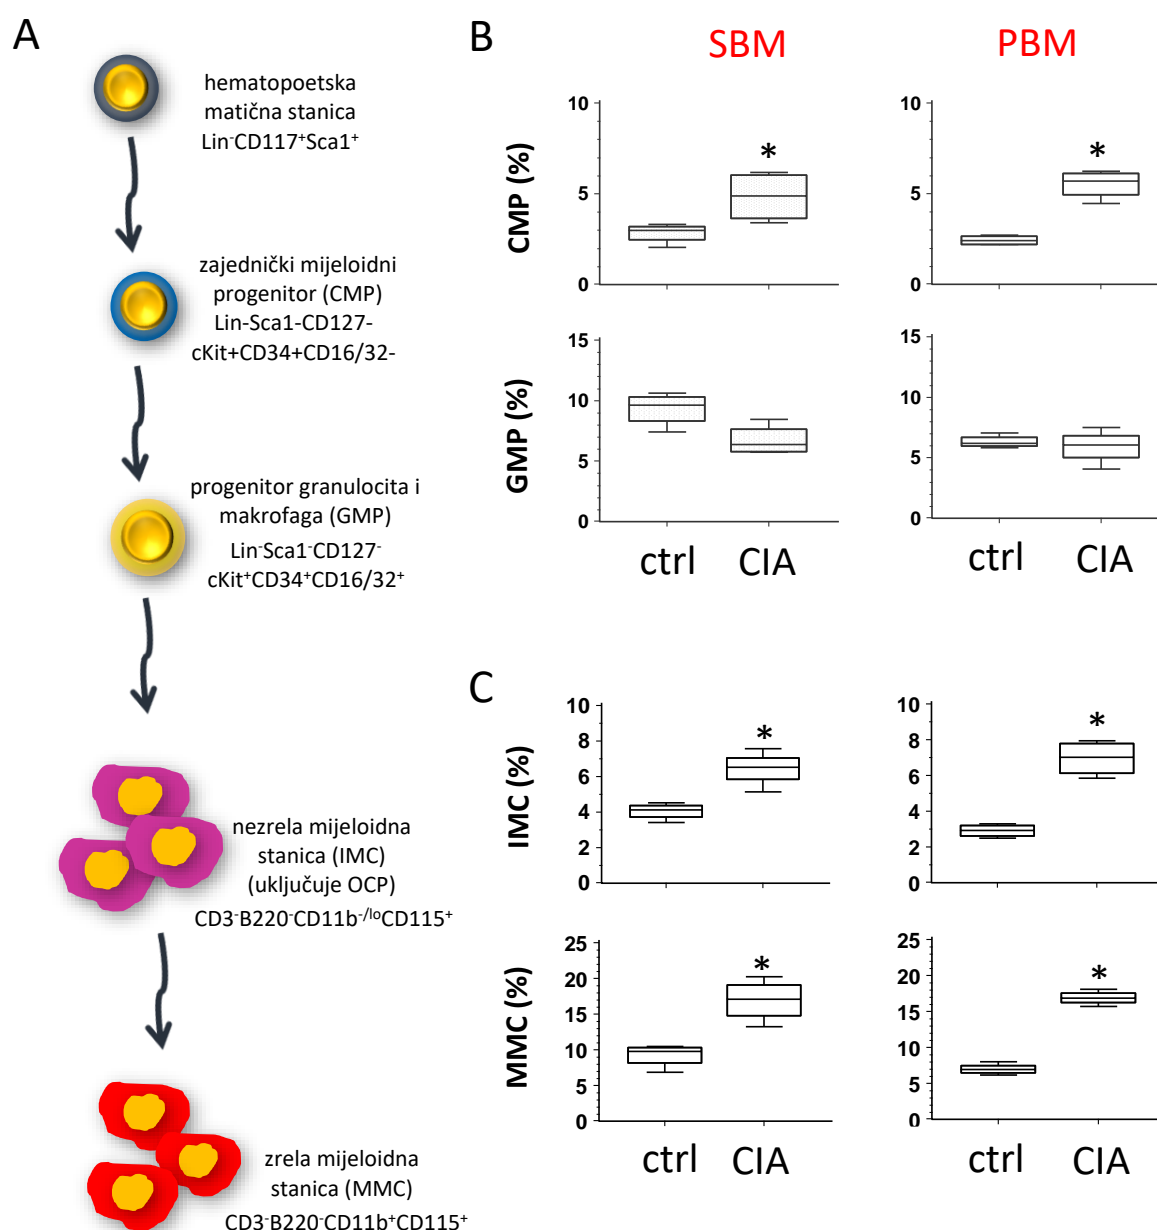 A
hematopoetska
matična stanica
Lin⁻CD117⁺Sca1⁺
zajednički mijeloidni
progenitor (CMP)
Lin-Sca1-CD127-
cKit+CD34+CD16/32-
progenitor granulocita i
makrofaga (GMP)
Lin⁻Sca1⁻CD127⁻
cKit⁺CD34⁺CD16/32⁺
nezrela mijeloidna
stanica (IMC)
(uključuje OCP)
CD3⁻B220⁻CD11b⁻/ˡᵒCD115⁺
zrela mijeloidna
stanica (MMC)
CD3⁻B220⁻CD11b⁺CD115⁺
B
SBM
PBM
CMP (%)
10
5
0
*
10
5
0
*
GMP (%)
15
10
5
0
15
10
5
0
ctrl CIA
ctrl CIA
C
IMC (%)
10
8
6
4
2
0
*
10
8
6
4
2
0
*
MMC (%)
25
20
15
10
5
0
*
25
20
15
10
5
0
*
ctrl CIA
ctrl CIA